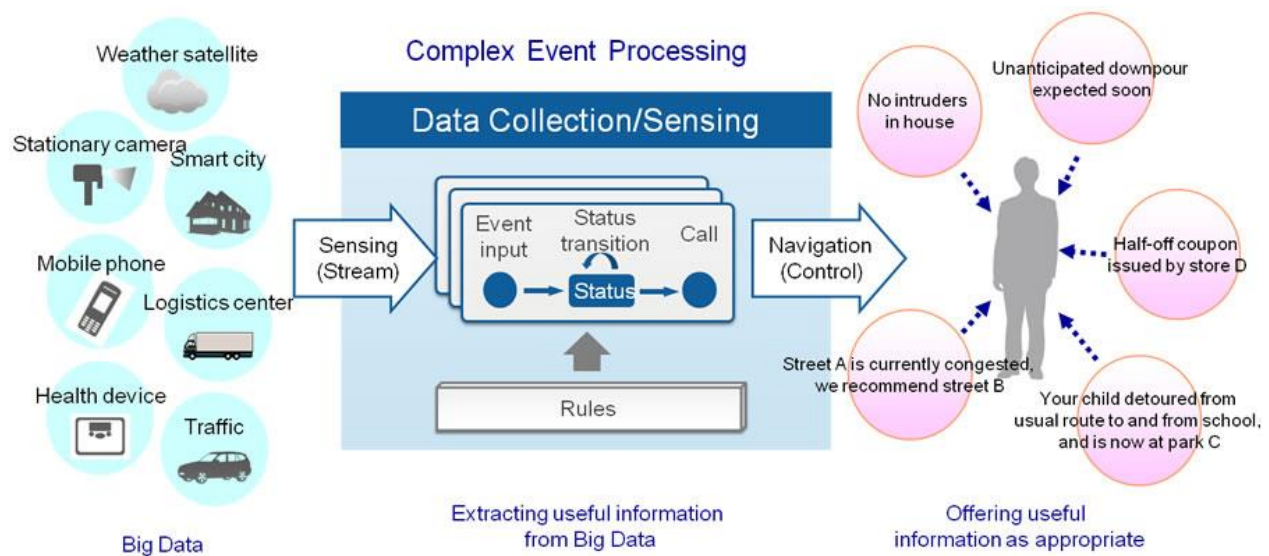 Weather satellite
Stationary camera
Smart city
Mobile phone
Logistics center
Health device
Traffic
Big Data
Complex Event Processing
Data Collection/Sensing
Sensing
(Stream)
Event
input
Status
transition
Call
Status
Rules
Navigation
(Control)
Extracting useful information
from Big Data
No intruders
in house
Unanticipated downpour
expected soon
Half-off coupon
issued by store D
Street A is currently congested,
we recommend street B
Your child detoured from
usual route to and from school,
and is now at park C
Offering useful
information as appropriate